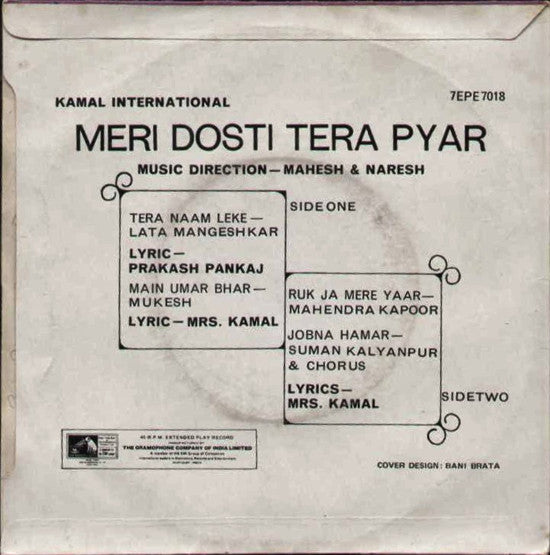 KAMAL INTERNATIONAL
7EPE 7018
MERI DOSTI TERA PYAR
MUSIC DIRECTION — MAHESH & NARESH
SIDE ONE
TERA NAAM LEKE —
LATA MANGESHKAR
LYRIC —
PRAKASH PANKAJ
MAIN UMAR BHAR —
MUKESH
LYRIC — MRS. KAMAL
RUK JA MERE YAAR —
MAHENDRA KAPOOR
JOBNA HAMAR —
SUMAN KALYANPUR
& CHORUS
LYRICS —
MRS. KAMAL
SIDE TWO
45 R.P.M. EXTENDED PLAY RECORD
THE GRAMOPHONE COMPANY OF INDIA LIMITED
COVER DESIGN: BANI BRATA